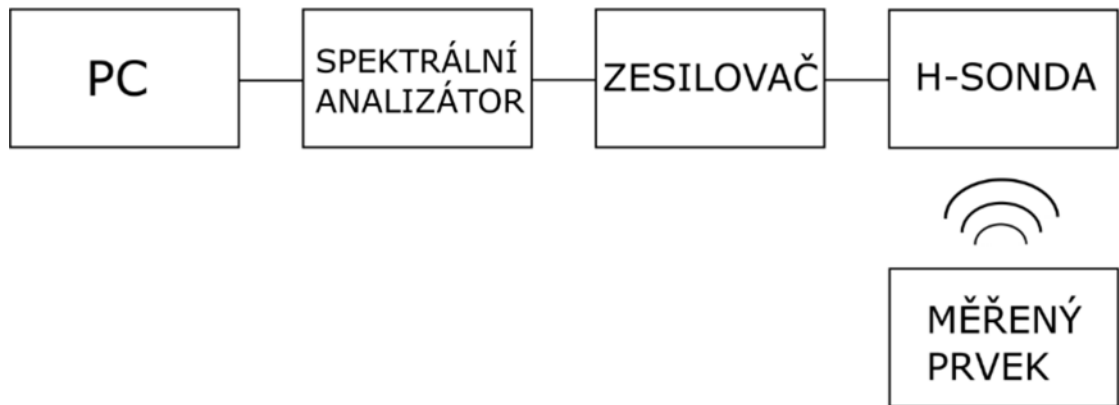 PC
SPEKTRÁLNÍ
ANALIZÁTOR
ZESILOVAČ
H-SONDA
MĚŘENÝ
PRVEK